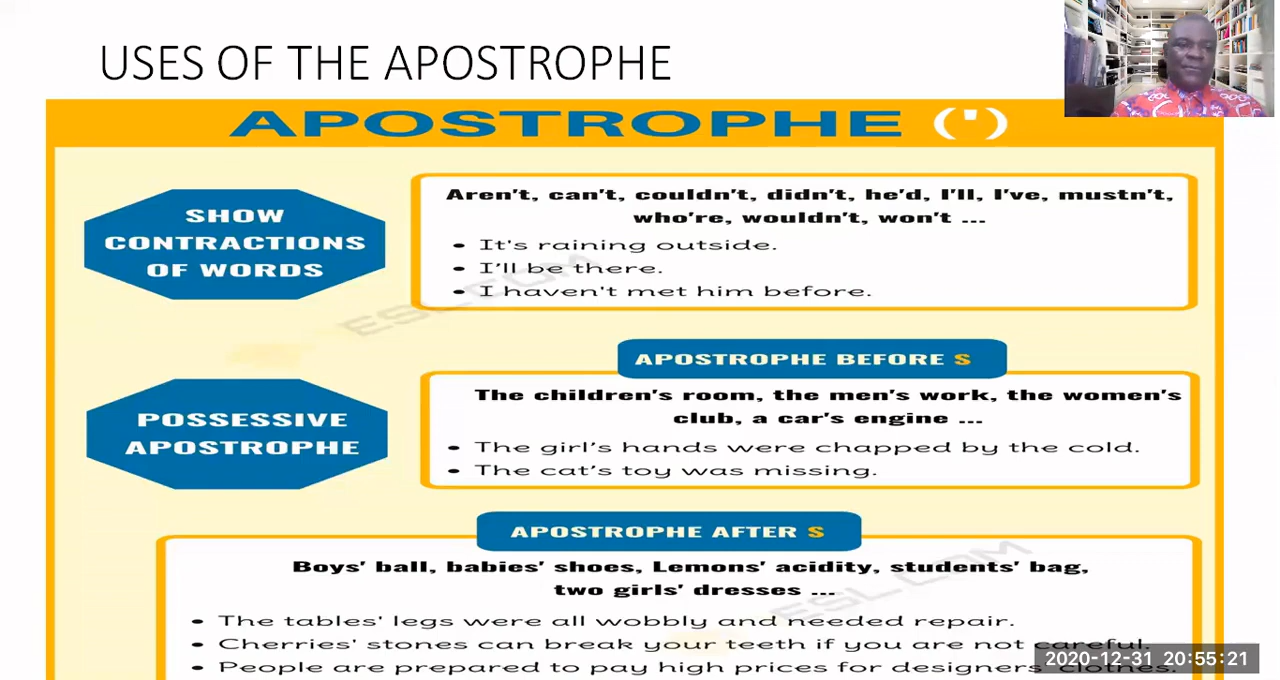 USES OF THE APOSTROPHE
APOSTROPHE (')
SHOW
CONTRACTIONS
OF WORDS
Aren't, can't, couldn't, didn't, he'd, I'll, I've, mustn't,
who're, wouldn't, won't ...
• It's raining outside.
• I'll be there.
• I haven't met him before.
ESL.COM
POSSESSIVE
APOSTROPHE
APOSTROPHE BEFORE S
The children's room, the men's work, the women's
club, a car's engine ...
• The girl's hands were chapped by the cold.
• The cat's toy was missing.
APOSTROPHE AFTER S
Boys' ball, babies' shoes, Lemons' acidity, students' bag,
two girls' dresses ...
ESL.COM
• The tables' legs were all wobbly and needed repair.
• Cherries' stones can break your teeth if you are not careful.
• People are prepared to pay high prices for designers' clothes.
2020-12-31 20:55:21